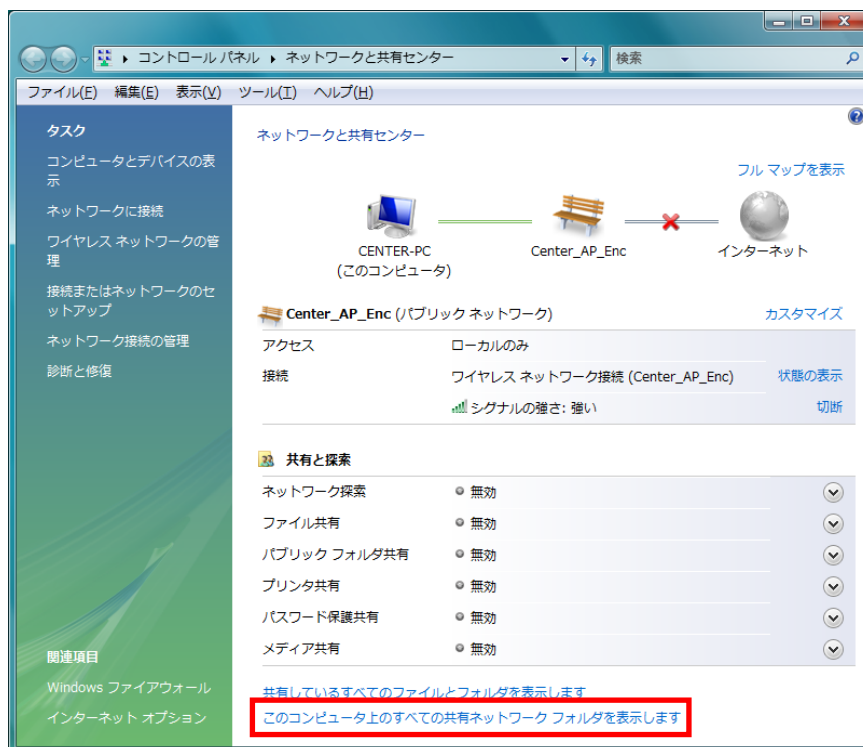 コントロール パネル ▸ ネットワークと共有センター
検索
ファイル(F) 編集(E) 表示(V) ツール(T) ヘルプ(H)
タスク
コンピュータとデバイスの表
示
ネットワークに接続
ワイヤレス ネットワークの管
理
接続またはネットワークのセ
ットアップ
ネットワーク接続の管理
診断と修復
関連項目
Windows ファイアウォール
インターネット オプション
ネットワークと共有センター
フル マップを表示
CENTER-PC
(このコンピュータ)
Center_AP_Enc
インターネット
Center_AP_Enc (パブリック ネットワーク) カスタマイズ
アクセス ローカルのみ
接続 ワイヤレス ネットワーク接続 (Center_AP_Enc) 状態の表示
シグナルの強さ: 強い 切断
共有と探索
ネットワーク探索 無効
ファイル共有 無効
パブリック フォルダ共有 無効
プリンタ共有 無効
パスワード保護共有 無効
メディア共有 無効
共有しているすべてのファイルとフォルダを表示します
このコンピュータ上のすべての共有ネットワーク フォルダを表示します